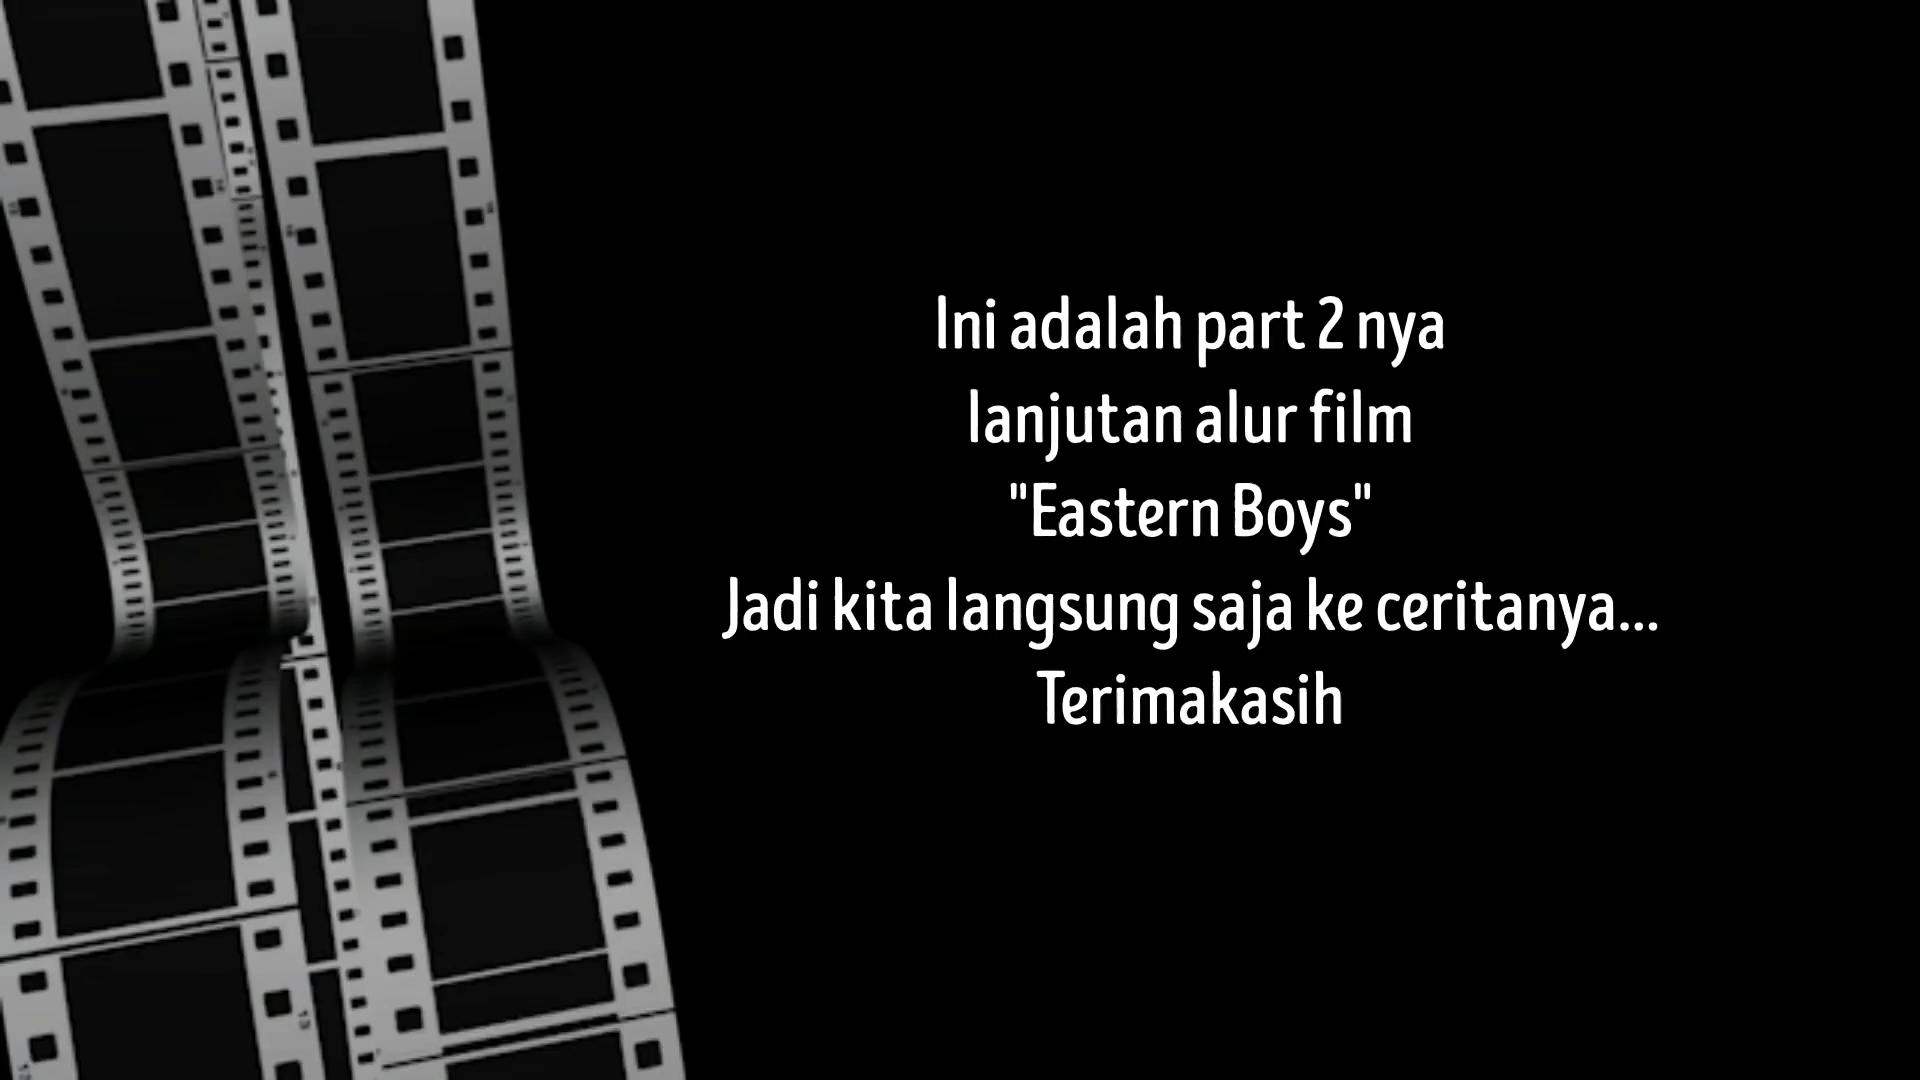 Ini adalah part 2 nya
lanjutan alur film
"Eastern Boys"
Jadi kita langsung saja ke ceritanya...
Terimakasih